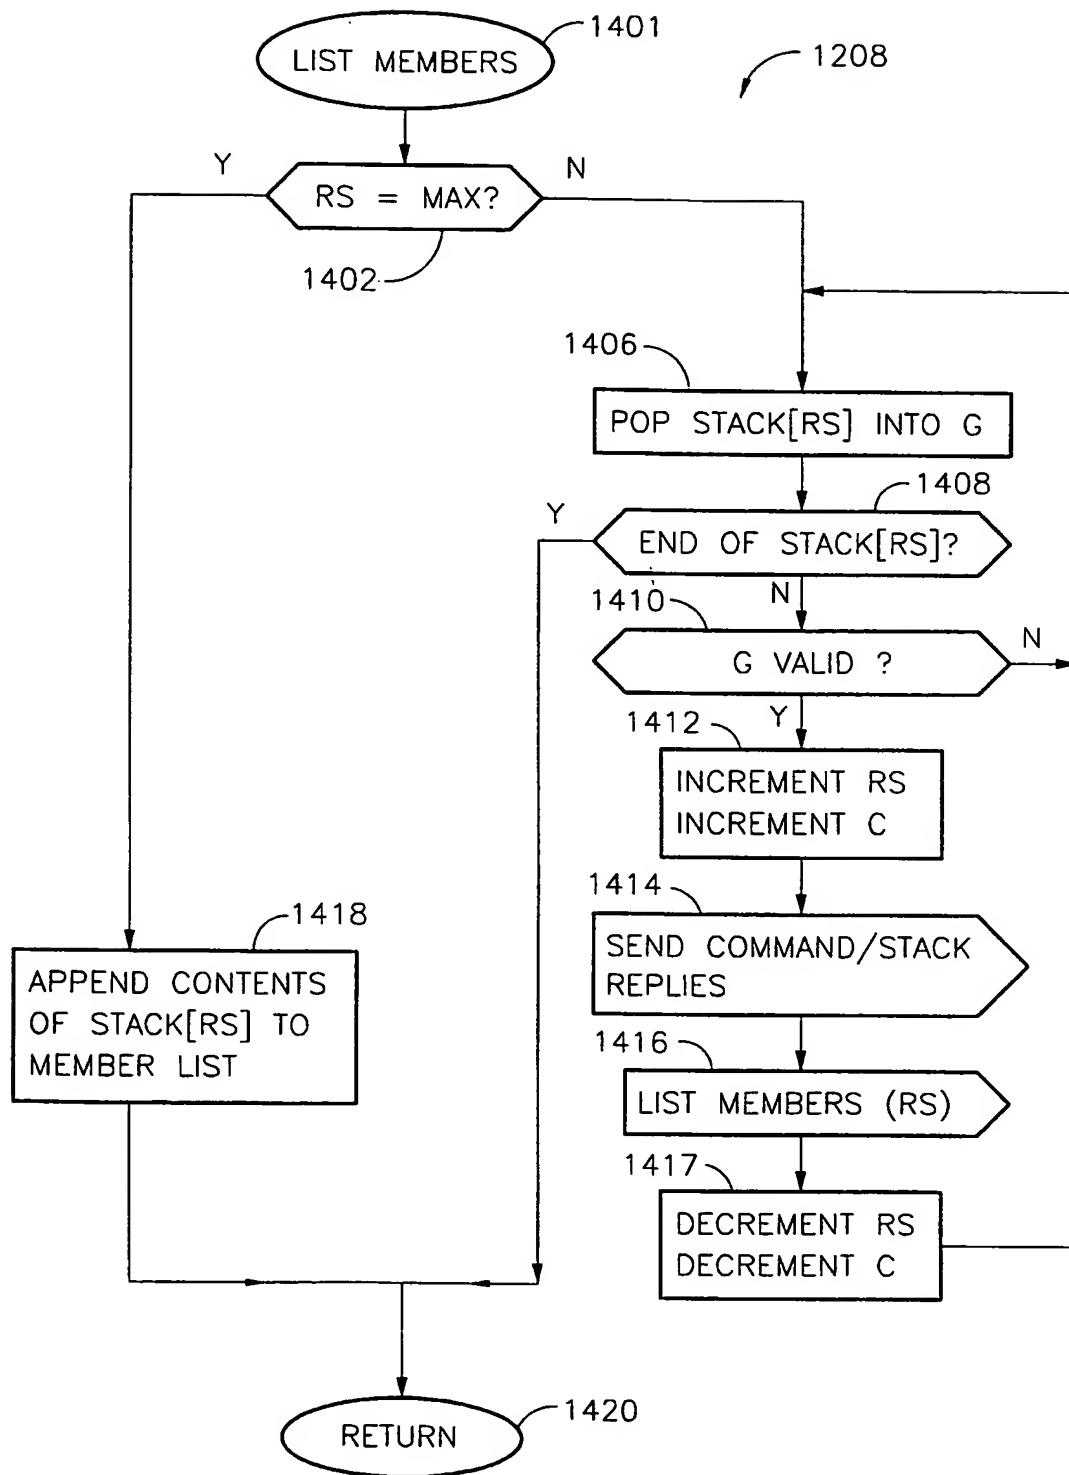 1401
LIST MEMBERS
1208
Y
N
RS = MAX?
1402
1406
POP STACK[RS] INTO G
1408
Y
END OF STACK[RS]?
1410
N
G VALID ?
N
1412
Y
INCREMENT RS
INCREMENT C
1414
SEND COMMAND/STACK
REPLIES
1418
APPEND CONTENTS
OF STACK[RS] TO
MEMBER LIST
1416
LIST MEMBERS (RS)
1417
DECREMENT RS
DECREMENT C
1420
RETURN